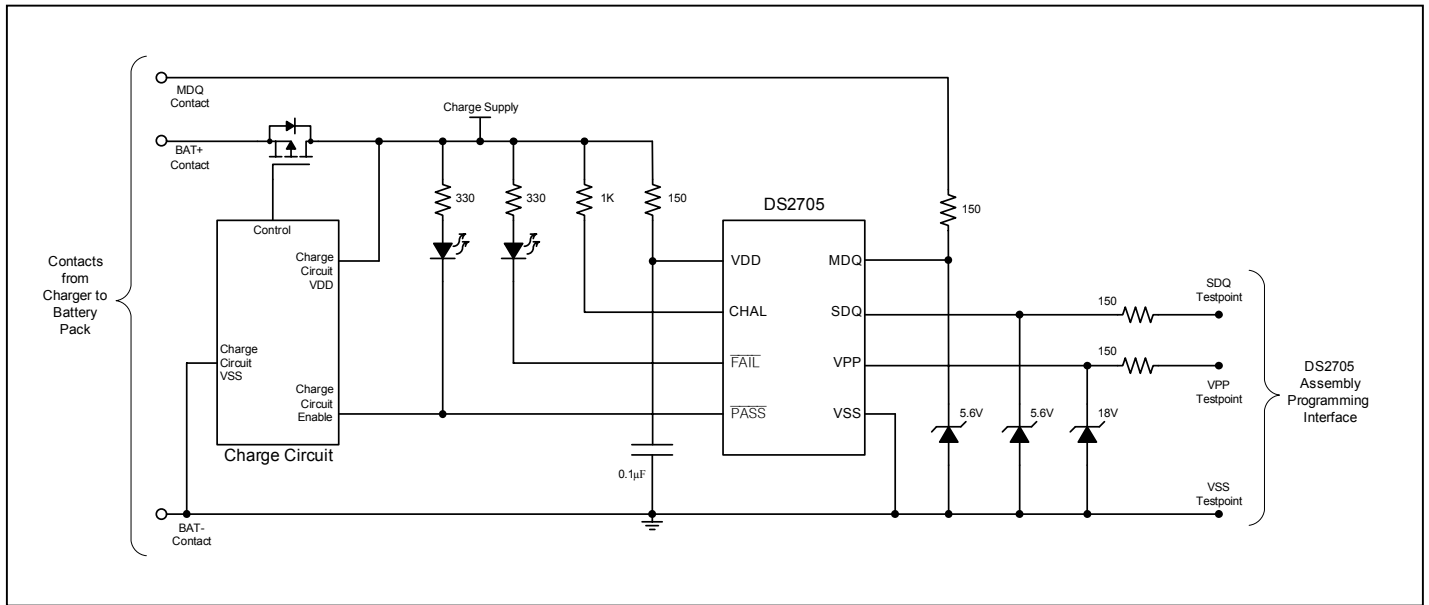 MDQ
Contact
Charge Supply
BAT+
Contact
330
330
1K
150
DS2705
150
Control
Charge
Circuit
VDD
VDD
MDQ
Contacts
from
Charger to
Battery
Pack
SDQ
Testpoint
150
CHAL
SDQ
Charge
Circuit
VSS
FAIL
VPP
150
VPP
Testpoint
DS2705
Assembly
Programming
Interface
Charge
Circuit
Enable
PASS
VSS
5.6V
5.6V
18V
Charge Circuit
0.1µF
VSS
Testpoint
BAT-
Contact